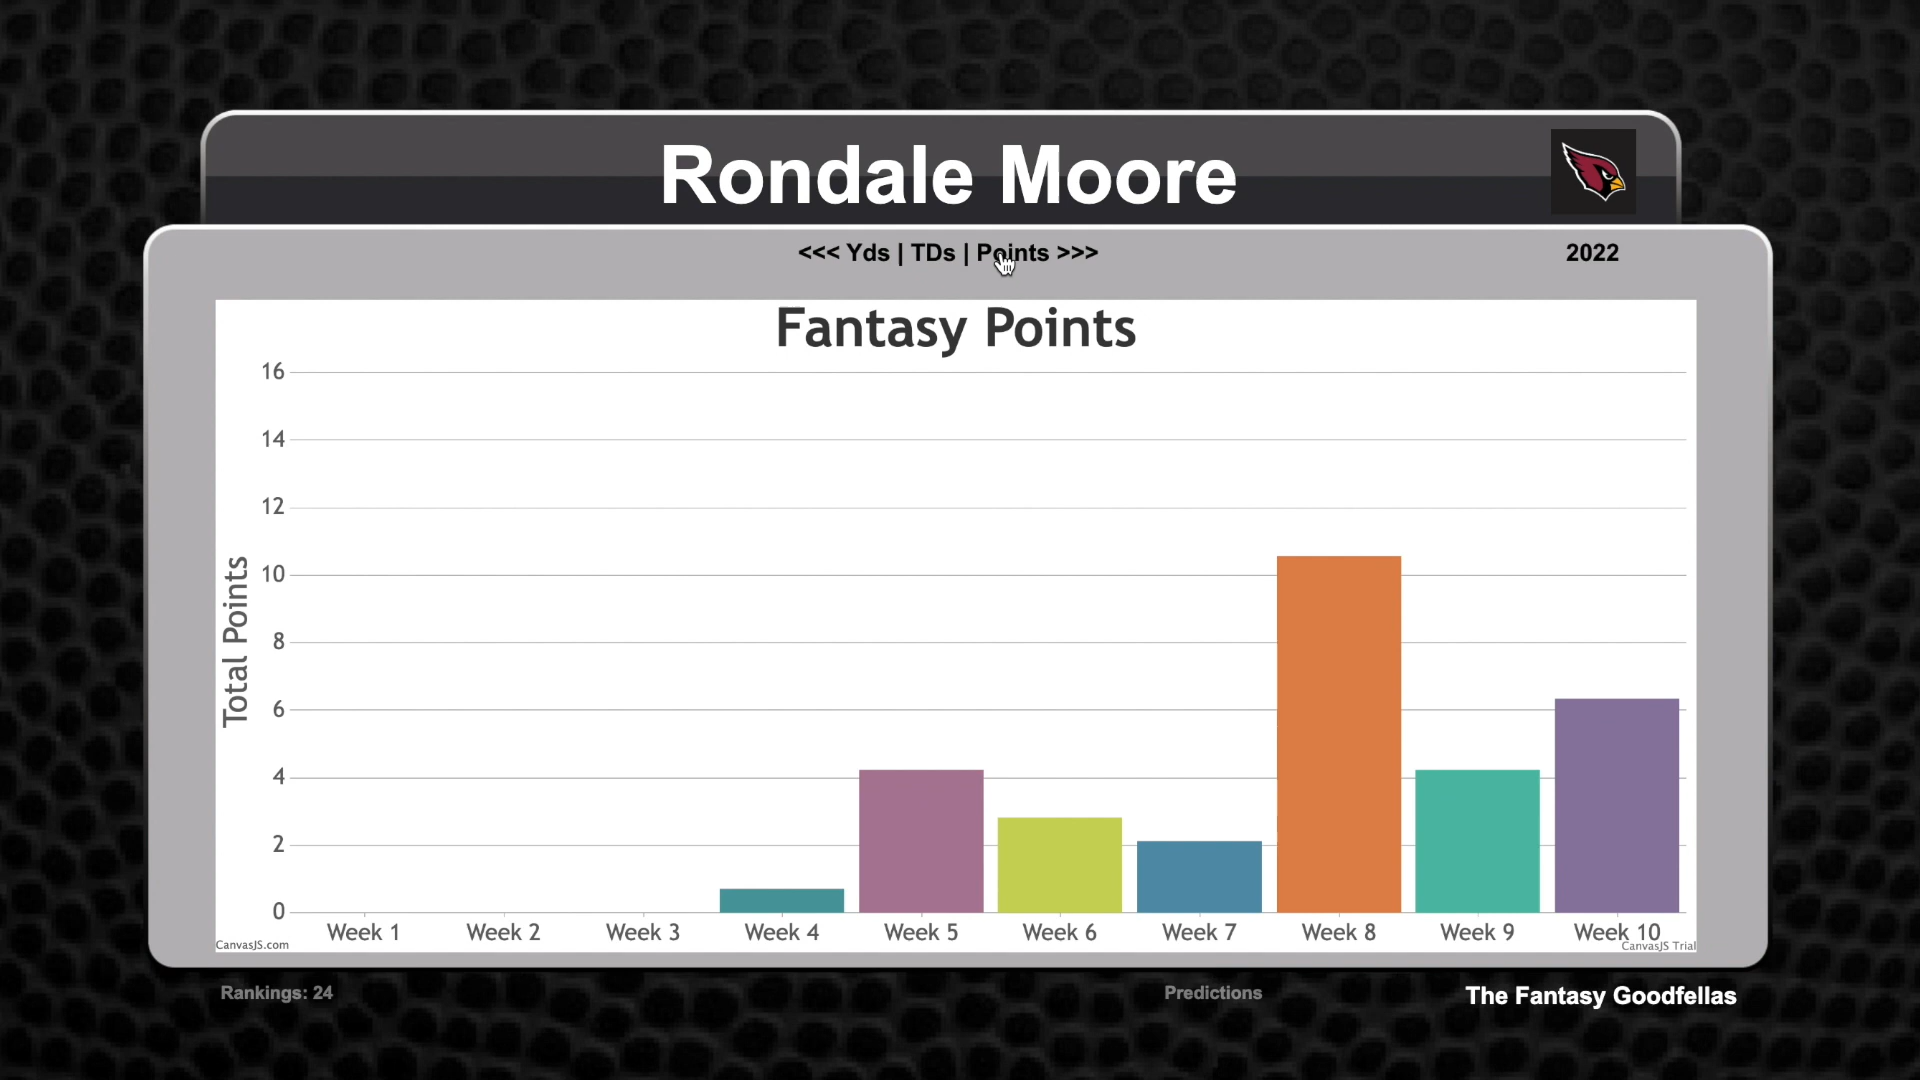 Rondale Moore
<<< Yds | TDs | Points >>>
2022
Fantasy Points
Total Points
16
14
12
10
8
6
4
2
0
Week 1
Week 2
Week 3
Week 4
Week 5
Week 6
Week 7
Week 8
Week 9
Week 10
CanvasJS.com
CanvasJS Trial
Rankings: 24
Predictions
The Fantasy Goodfellas